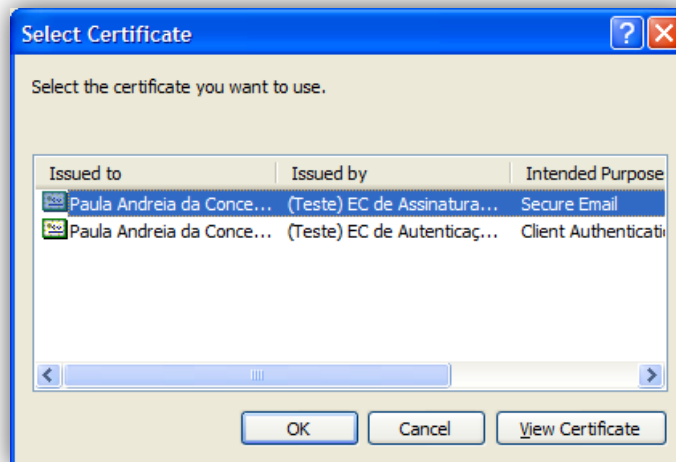 Select Certificate
Select the certificate you want to use.
Issued to Issued by Intended Purpose
Paula Andreia da Conce... (Teste) EC de Assinatura... Secure Email
Paula Andreia da Conce... (Teste) EC de Autenticaç... Client Authenticati
OK Cancel View Certificate